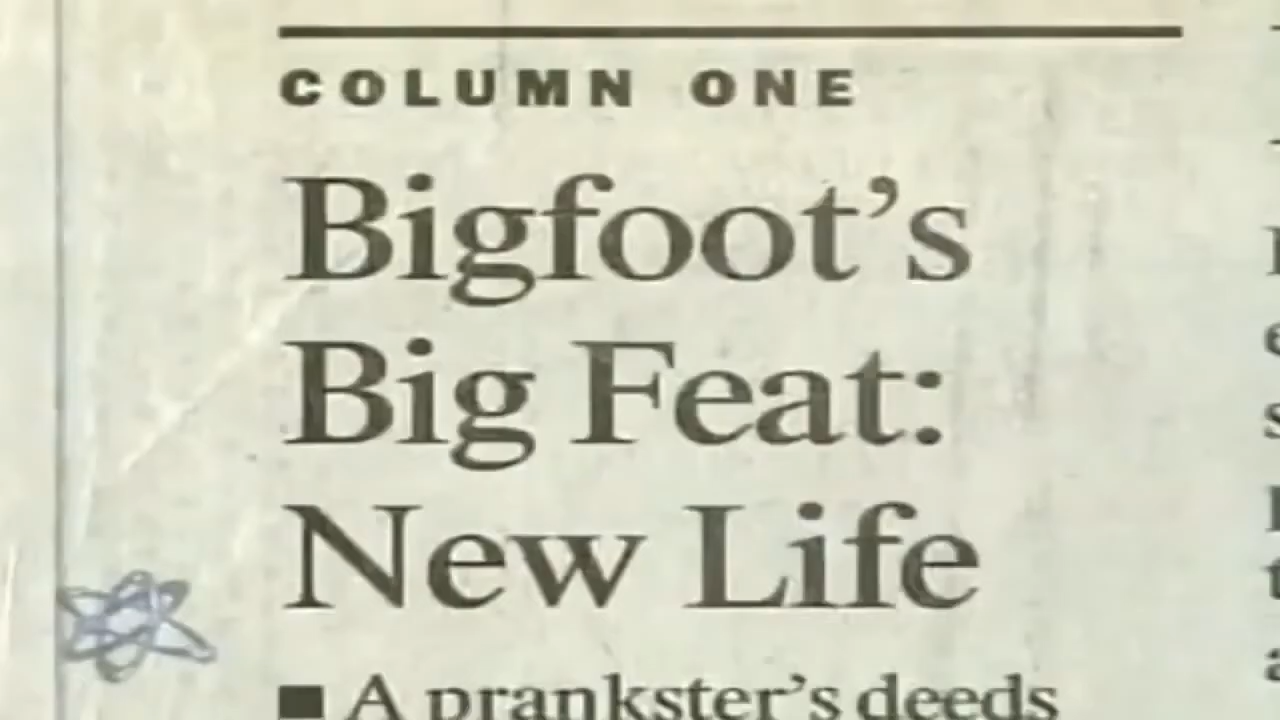 COLUMN ONE
Bigfoot’s
Big Feat:
New Life
■ A prankster’s deeds